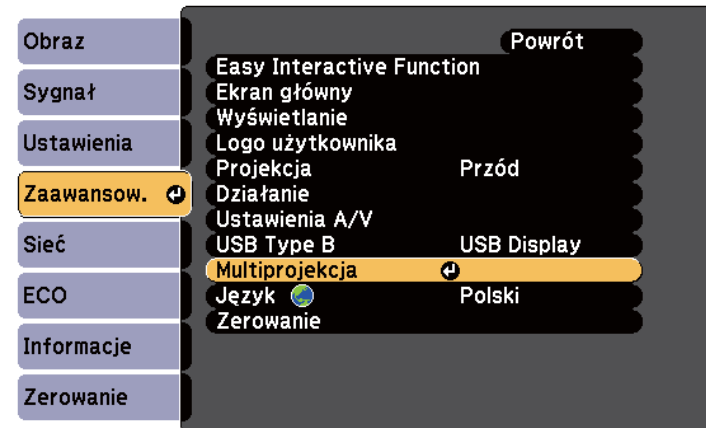 Obraz
Sygnał
Ustawienia
Zaawansow.
Sieć
ECO
Informacje
Zerowanie
Powrót
Easy Interactive Function
Ekran główny
Wyświetlanie
Logo użytkownika
Projekcja Przód
Działanie
Ustawienia A/V
USB Type B USB Display
Multiprojekcja
Język Polski
Zerowanie